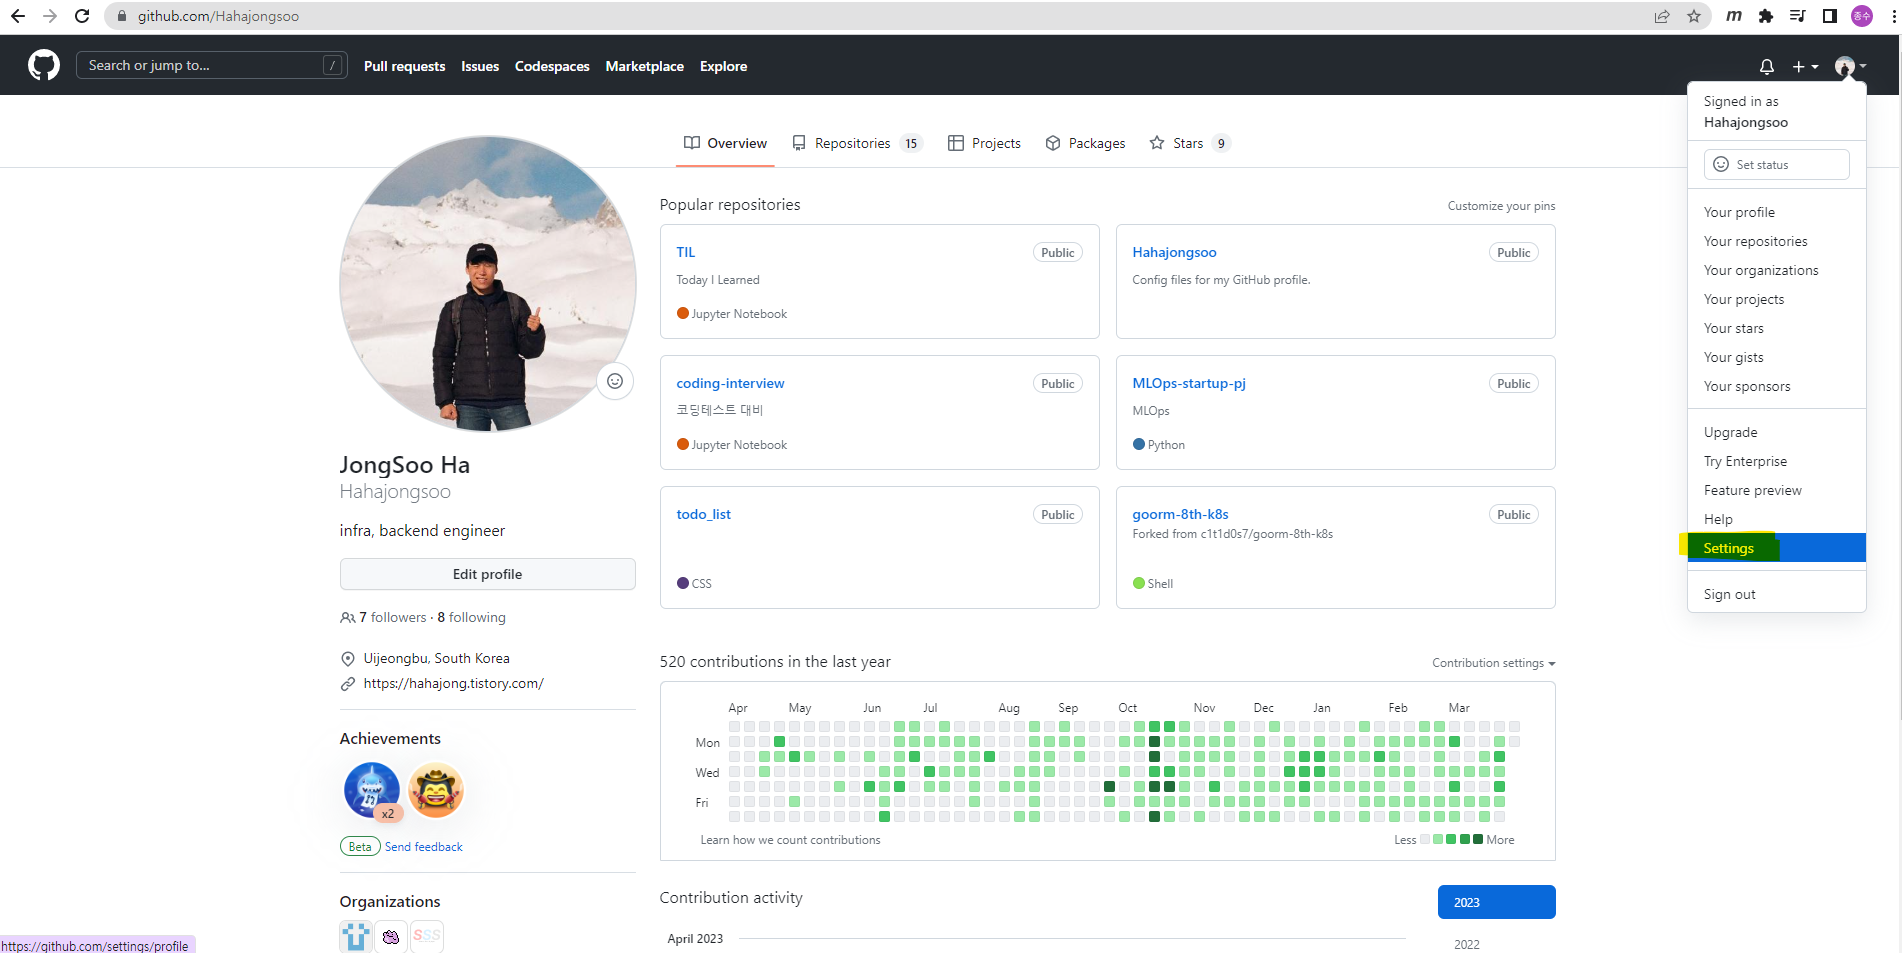 github.com/Hahajongsoo
m
종수
Search or jump to...
/
Pull requests
Issues
Codespaces
Marketplace
Explore
Signed in as
Hahajongsoo
Set status
Your profile
Your repositories
Your organizations
Your projects
Your stars
Your gists
Your sponsors
Upgrade
Try Enterprise
Feature preview
Help
Settings
Sign out
Overview
Repositories 15
Projects
Packages
Stars 9
JongSoo Ha
Hahajongsoo
infra, backend engineer
Edit profile
7 followers · 8 following
Uijeongbu, South Korea
https://hahajong.tistory.com/
Achievements
x2
Beta Send feedback
Organizations
SSS
Popular repositories
Customize your pins
TIL
Public
Today I Learned
Jupyter Notebook
Hahajongsoo
Public
Config files for my GitHub profile.
coding-interview
Public
코딩테스트 대비
Jupyter Notebook
MLOps-startup-pj
Public
MLOps
Python
todo_list
Public
CSS
goorm-8th-k8s
Public
Forked from c1t1d0s7/goorm-8th-k8s
Shell
520 contributions in the last year
Contribution settings
Apr May Jun Jul Aug Sep Oct Nov Dec Jan Feb Mar
Mon
Wed
Fri
Learn how we count contributions
Less More
Contribution activity
2023
April 2023
2022
https://github.com/settings/profile